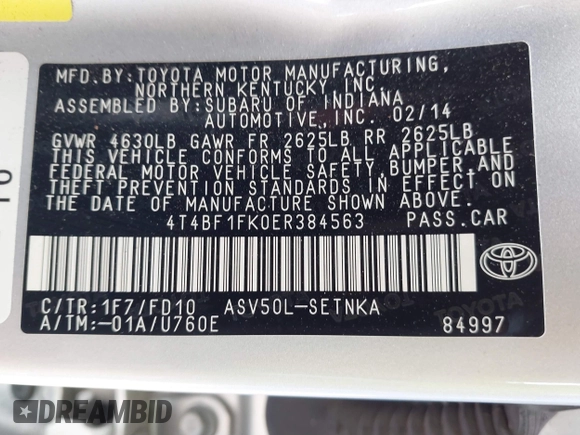 MFD.BY:TOYOTA MOTOR MANUFACTURING,
NORTHERN KENTUCKY, INC.
ASSEMBLED BY:SUBARU OF INDIANA
AUTOMOTIVE,INC. 02/14
GVWR 4630LB GAWR FR 2625LB RR 2625LB
THIS VEHICLE CONFORMS TO ALL APPLICABLE
FEDERAL MOTOR VEHICLE SAFETY,BUMPER,AND
THEFT PREVENTION STANDARDS IN EFFECT ON
THE DATE OF MANUFACTURE SHOWN ABOVE.
4T4BF1FK0ER384563 PASS.CAR
C/TR:1F7/FD10 ASV50L-SETNKA
A/TM:-01A/U760E 84997
TOYOTA
DREAMBID